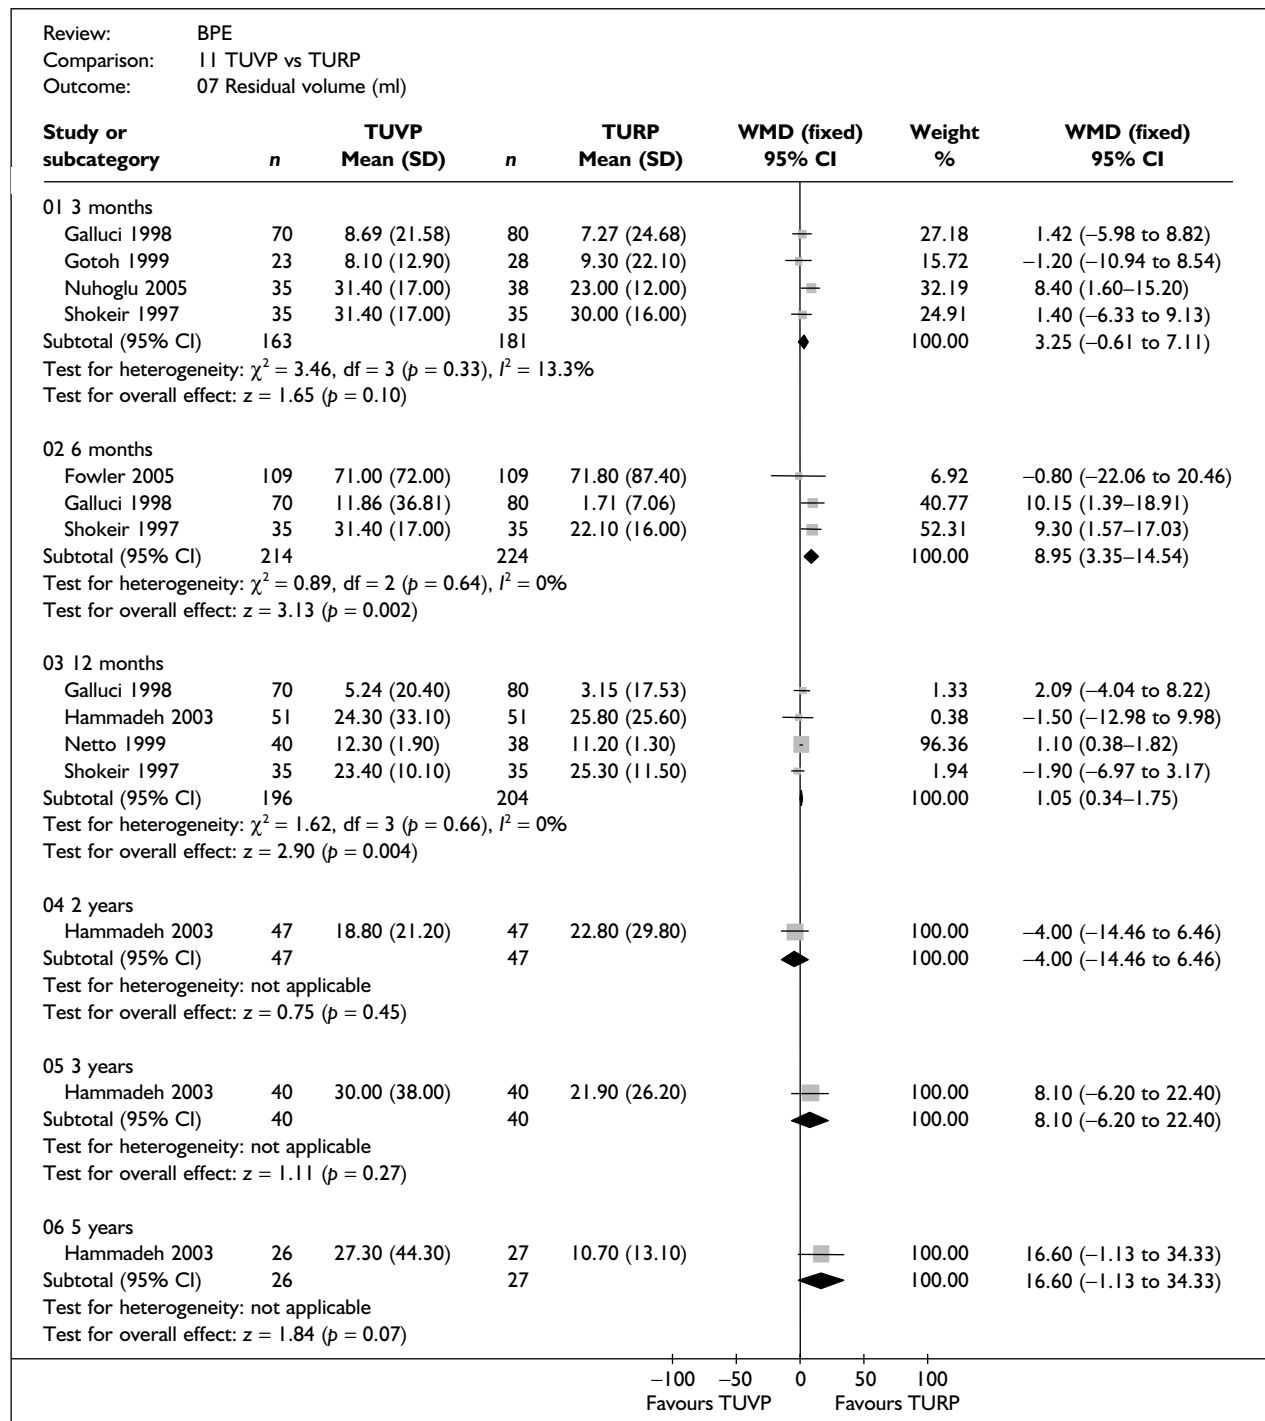 Review: BPE
Comparison: 11 TUVP vs TURP
Outcome: 07 Residual volume (ml)
Study or TUVP TURP WMD (fixed) Weight WMD (fixed)
subcategory n Mean (SD) n Mean (SD) 95% CI % 95% CI
01 3 months
Galluci 1998 70 8.69 (21.58) 80 7.27 (24.68) 27.18 1.42 (−5.98 to 8.82)
Gotoh 1999 23 8.10 (12.90) 28 9.30 (22.10) 15.72 −1.20 (−10.94 to 8.54)
Nuhoglu 2005 35 31.40 (17.00) 38 23.00 (12.00) 32.19 8.40 (1.60–15.20)
Shokeir 1997 35 31.40 (17.00) 35 30.00 (16.00) 24.91 1.40 (−6.33 to 9.13)
Subtotal (95% CI) 163 181 100.00 3.25 (−0.61 to 7.11)
Test for heterogeneity: χ² = 3.46, df = 3 (p = 0.33), I² = 13.3%
Test for overall effect: z = 1.65 (p = 0.10)
02 6 months
Fowler 2005 109 71.00 (72.00) 109 71.80 (87.40) 6.92 −0.80 (−22.06 to 20.46)
Galluci 1998 70 11.86 (36.81) 80 1.71 (7.06) 40.77 10.15 (1.39–18.91)
Shokeir 1997 35 31.40 (17.00) 35 22.10 (16.00) 52.31 9.30 (1.57–17.03)
Subtotal (95% CI) 214 224 100.00 8.95 (3.35–14.54)
Test for heterogeneity: χ² = 0.89, df = 2 (p = 0.64), I² = 0%
Test for overall effect: z = 3.13 (p = 0.002)
03 12 months
Galluci 1998 70 5.24 (20.40) 80 3.15 (17.53) 1.33 2.09 (−4.04 to 8.22)
Hammadeh 2003 51 24.30 (33.10) 51 25.80 (25.60) 0.38 −1.50 (−12.98 to 9.98)
Netto 1999 40 12.30 (1.90) 38 11.20 (1.30) 96.36 1.10 (0.38–1.82)
Shokeir 1997 35 23.40 (10.10) 35 25.30 (11.50) 1.94 −1.90 (−6.97 to 3.17)
Subtotal (95% CI) 196 204 100.00 1.05 (0.34–1.75)
Test for heterogeneity: χ² = 1.62, df = 3 (p = 0.66), I² = 0%
Test for overall effect: z = 2.90 (p = 0.004)
04 2 years
Hammadeh 2003 47 18.80 (21.20) 47 22.80 (29.80) 100.00 −4.00 (−14.46 to 6.46)
Subtotal (95% CI) 47 47 100.00 −4.00 (−14.46 to 6.46)
Test for heterogeneity: not applicable
Test for overall effect: z = 0.75 (p = 0.45)
05 3 years
Hammadeh 2003 40 30.00 (38.00) 40 21.90 (26.20) 100.00 8.10 (−6.20 to 22.40)
Subtotal (95% CI) 40 40 100.00 8.10 (−6.20 to 22.40)
Test for heterogeneity: not applicable
Test for overall effect: z = 1.11 (p = 0.27)
06 5 years
Hammadeh 2003 26 27.30 (44.30) 27 10.70 (13.10) 100.00 16.60 (−1.13 to 34.33)
Subtotal (95% CI) 26 27 100.00 16.60 (−1.13 to 34.33)
Test for heterogeneity: not applicable
Test for overall effect: z = 1.84 (p = 0.07)
−100 −50 0 50 100
Favours TUVP Favours TURP